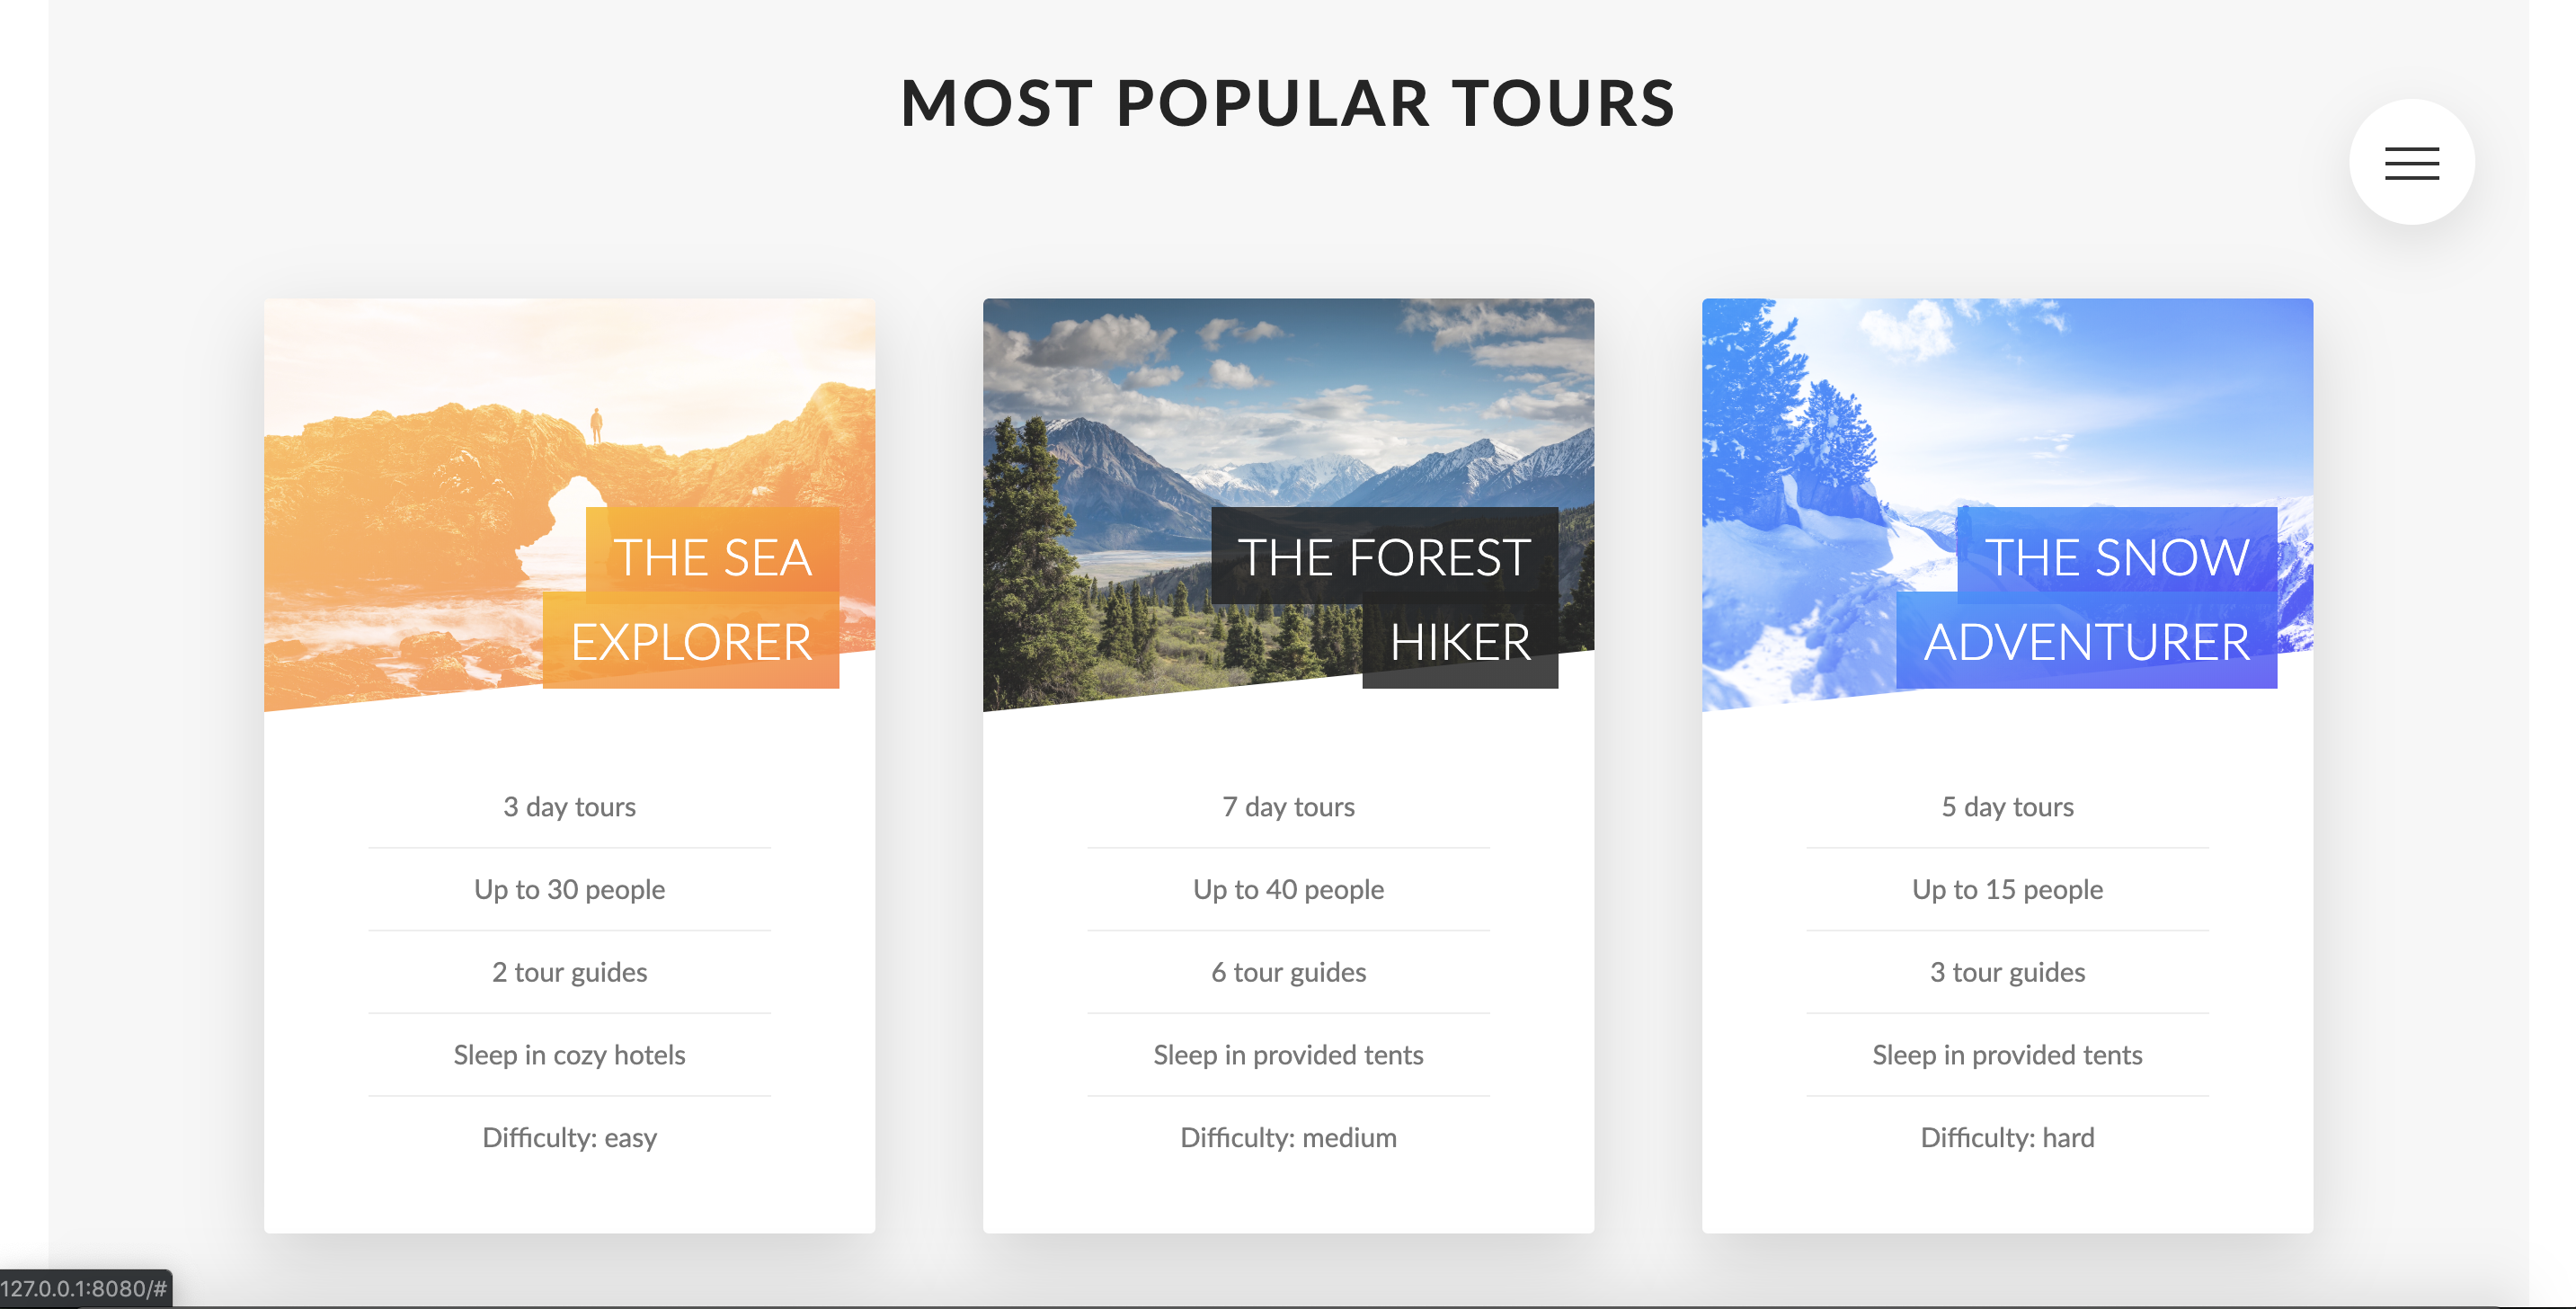 MOST POPULAR TOURS
THE SEA
EXPLORER
3 day tours
Up to 30 people
2 tour guides
Sleep in cozy hotels
Difficulty: easy
THE FOREST
HIKER
7 day tours
Up to 40 people
6 tour guides
Sleep in provided tents
Difficulty: medium
THE SNOW
ADVENTURER
5 day tours
Up to 15 people
3 tour guides
Sleep in provided tents
Difficulty: hard
127.0.0.1:8080/#